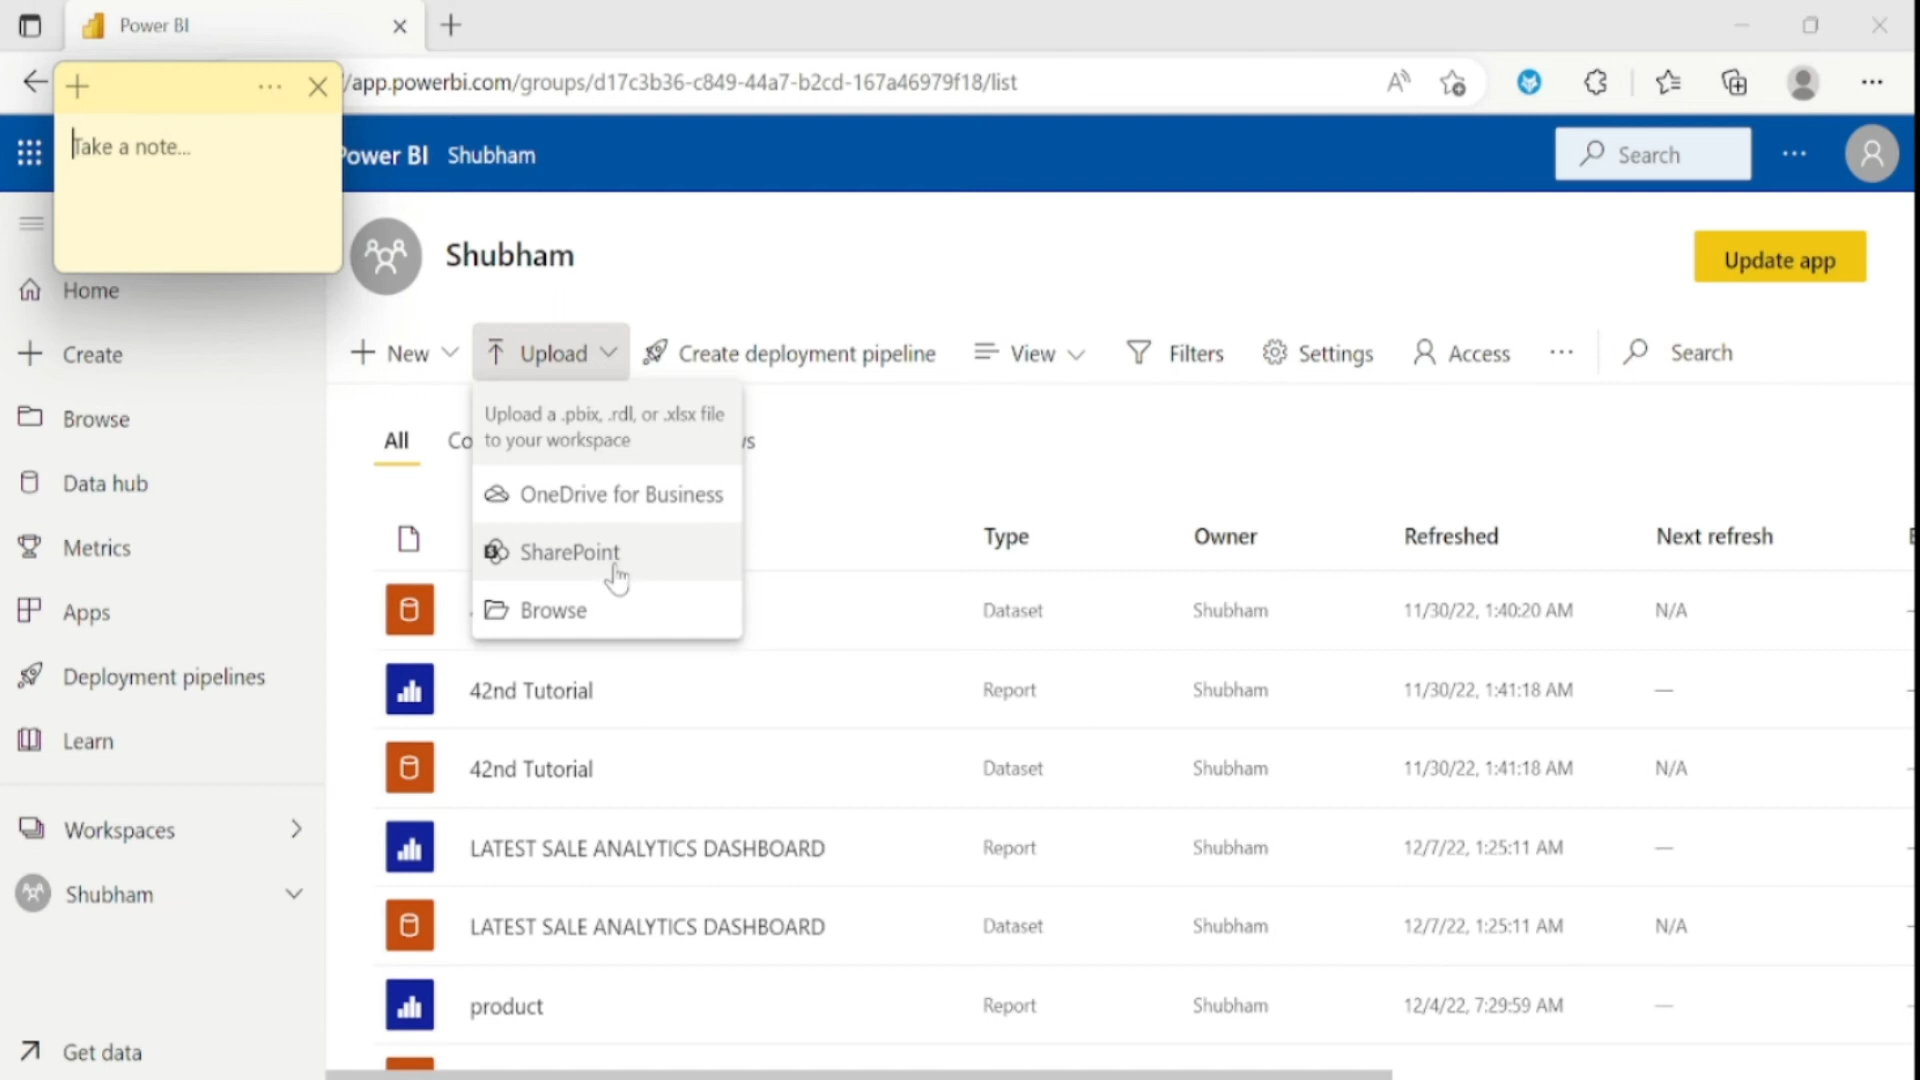 Power BI
/app.powerbi.com/groups/d17c3b36-c849-44a7-b2cd-167a46979f18/list
Take a note...
Power BI Shubham
Search
Shubham
Update app
Home
Create
Browse
Data hub
Metrics
Apps
Deployment pipelines
Learn
Workspaces
Shubham
Get data
New
Upload
Create deployment pipeline
View
Filters
Settings
Access
Search
Upload a .pbix, .rdl, or .xlsx file
to your workspace
OneDrive for Business
SharePoint
Browse
All
Type Owner Refreshed Next refresh
Dataset Shubham 11/30/22, 1:40:20 AM N/A
42nd Tutorial Report Shubham 11/30/22, 1:41:18 AM —
42nd Tutorial Dataset Shubham 11/30/22, 1:41:18 AM N/A
LATEST SALE ANALYTICS DASHBOARD Report Shubham 12/7/22, 1:25:11 AM —
LATEST SALE ANALYTICS DASHBOARD Dataset Shubham 12/7/22, 1:25:11 AM N/A
product Report Shubham 12/4/22, 7:29:59 AM —